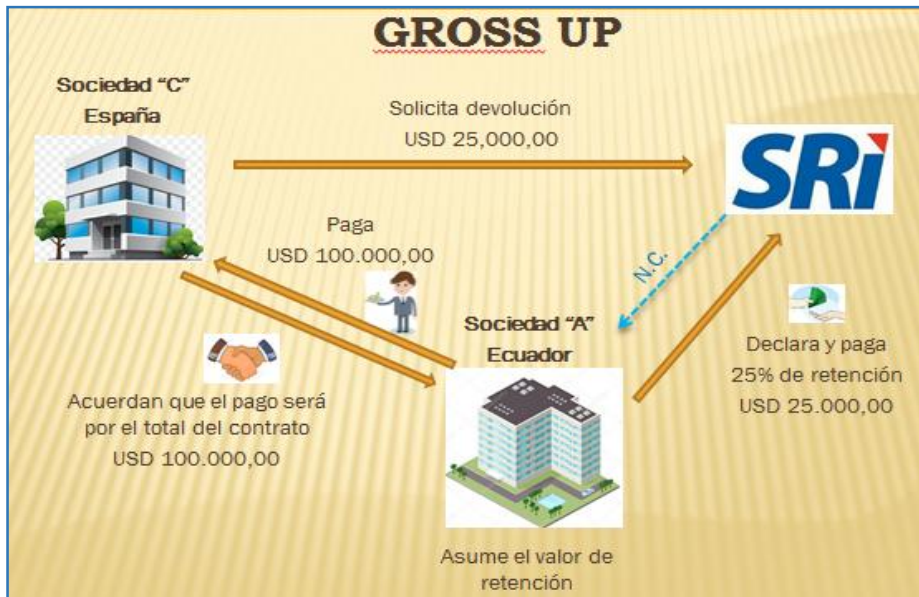 GROSS UP
Sociedad “C”
España
Solicita devolución
USD 25,000,00
SRi
Paga
USD 100.000,00
N.C.
Sociedad “A”
Ecuador
Declara y paga
25% de retención
USD 25.000,00
Acuerdan que el pago será
por el total del contrato
USD 100.000,00
Asume el valor de
retención